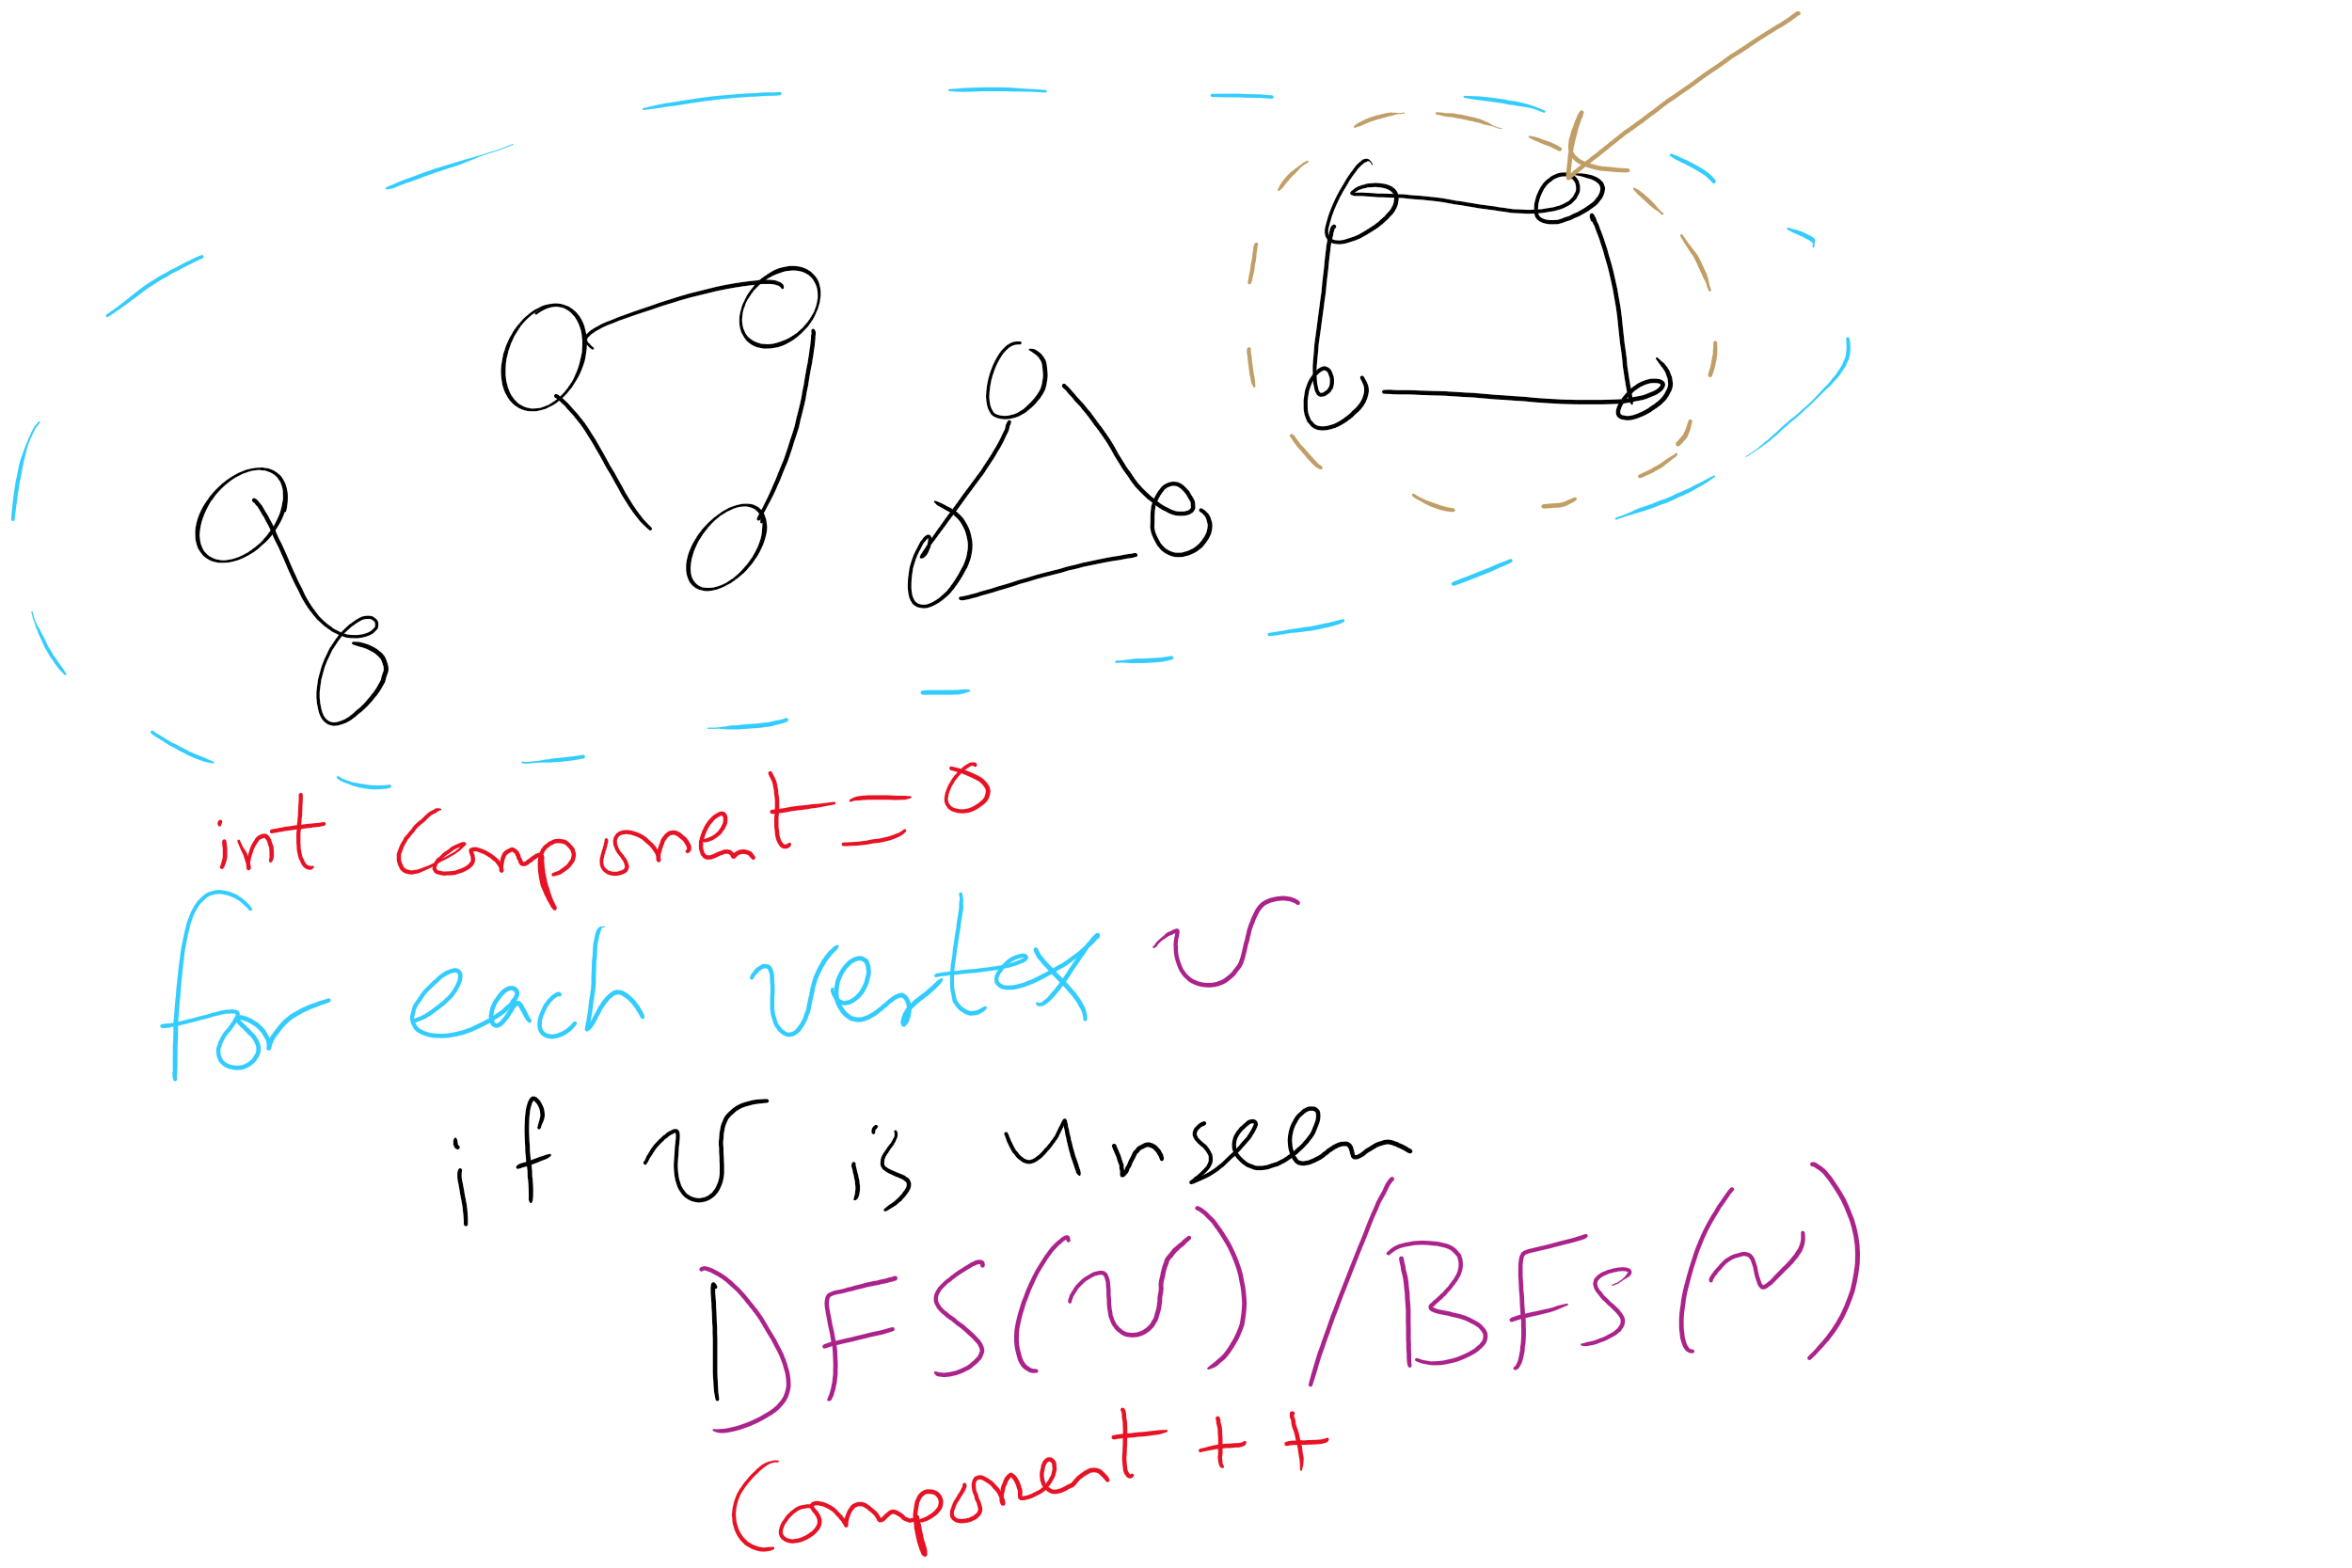 int component = 0
for each vertex v
if v is unseen
DFS(v) / BFS(v)
Component ++